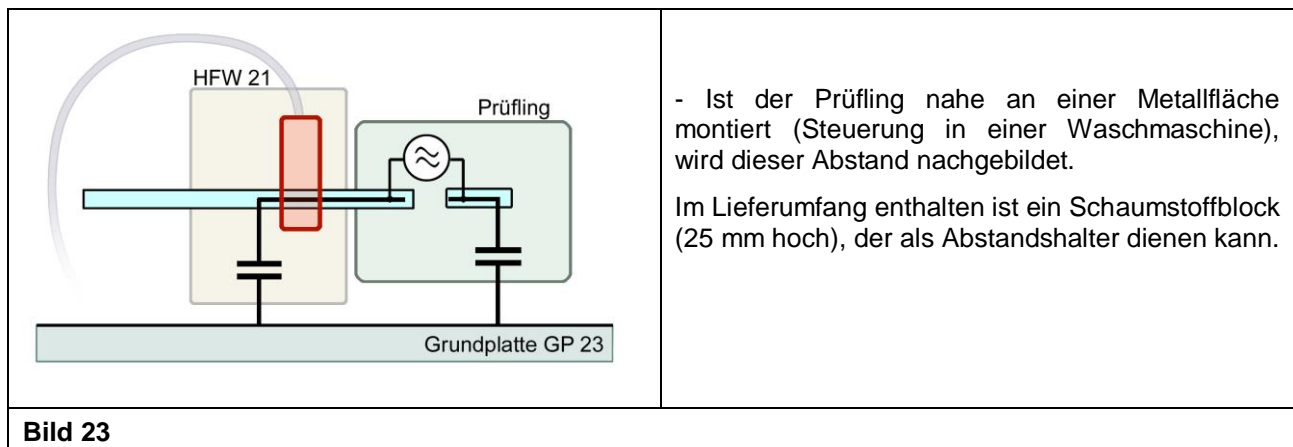 HFW 21
Prüfling
Grundplatte GP 23
- Ist der Prüfling nahe an einer Metallfläche
montiert (Steuerung in einer Waschmaschine),
wird dieser Abstand nachgebildet.
Im Lieferumfang enthalten ist ein Schaumstoffblock
(25 mm hoch), der als Abstandshalter dienen kann.
Bild 23